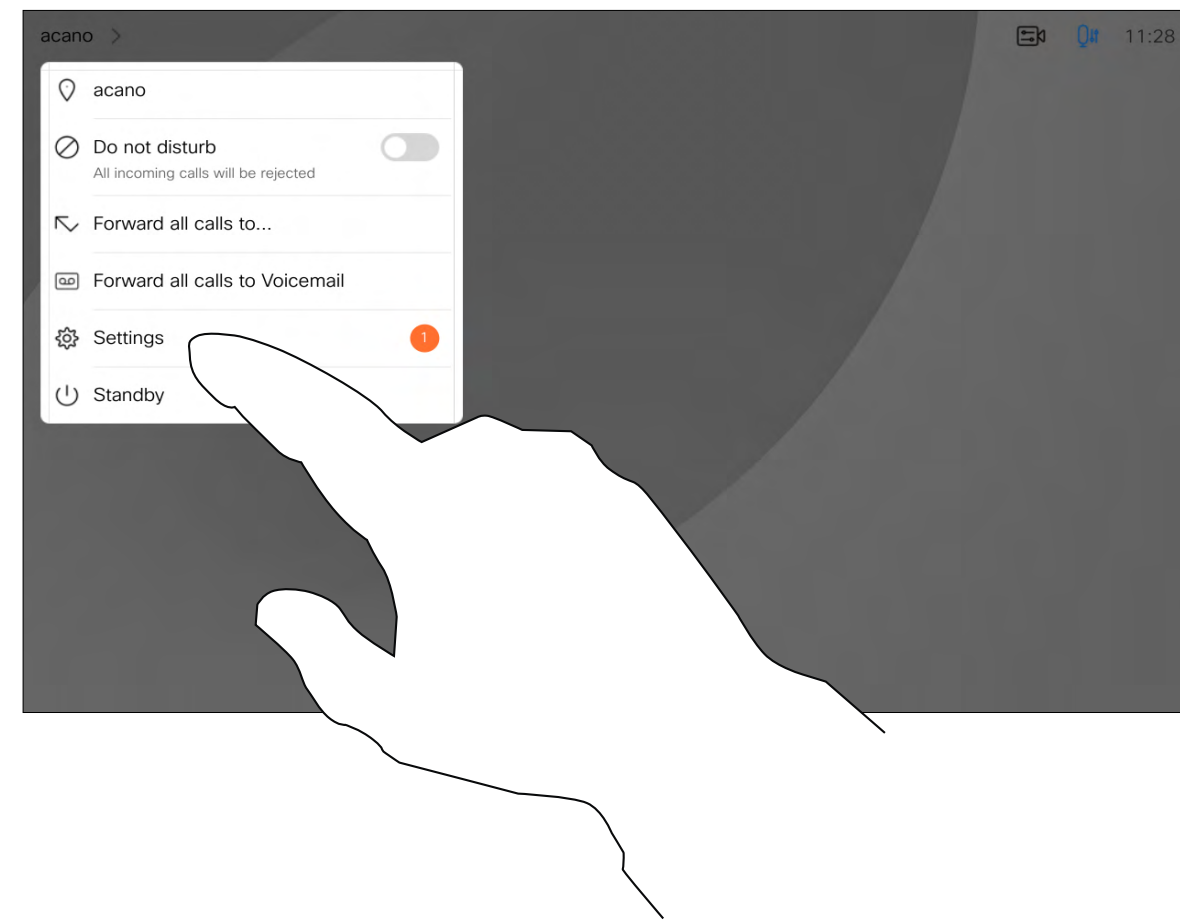 acano
11:28
acano
Do not disturb
All incoming calls will be rejected
Forward all calls to...
Forward all calls to Voicemail
Settings
1
Standby